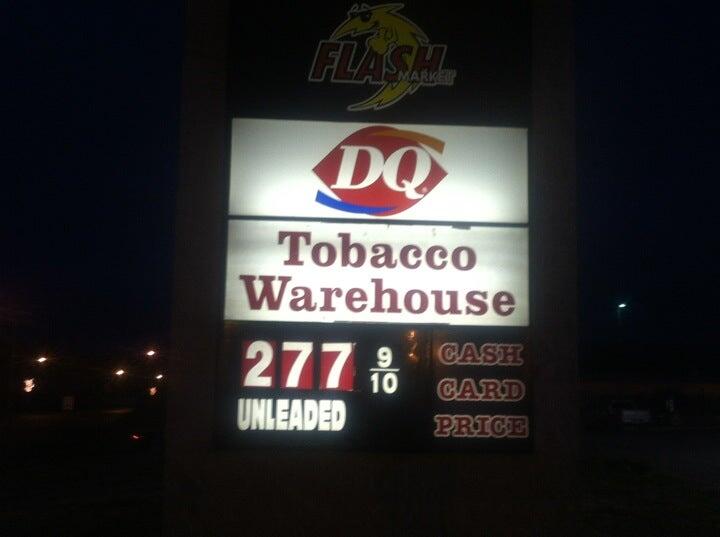 FLASH
MARKET
DQ
Tobacco
Warehouse
277 9/10
UNLEADED
CASH
CARD
PRICE